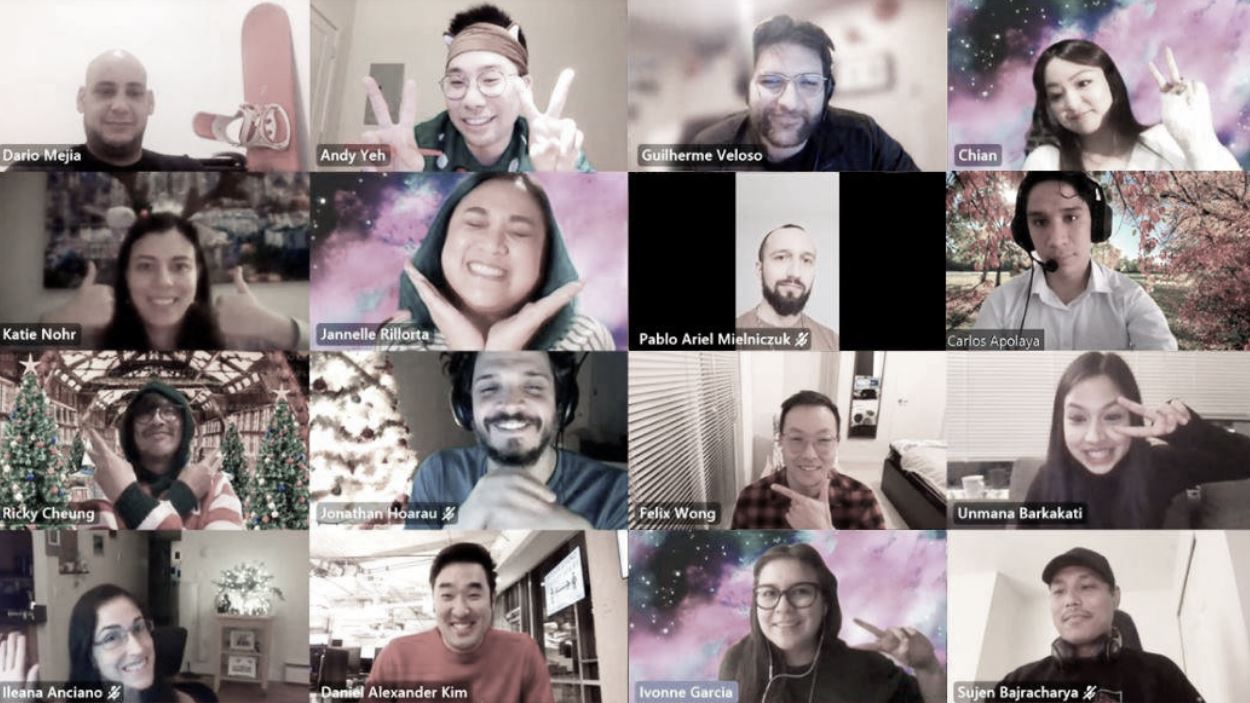 Dario Mejia
Andy Yeh
Guilherme Veloso
Chian
Katie Nohr
Jannelle Rillorta
Pablo Ariel Mielniczuk
Carlos Apolaya
Ricky Cheung
Jonathan Hoarau
Felix Wong
Unmana Barkakati
Ileana Anciano
Daniel Alexander Kim
Ivonne Garcia
Sujen Bajracharya